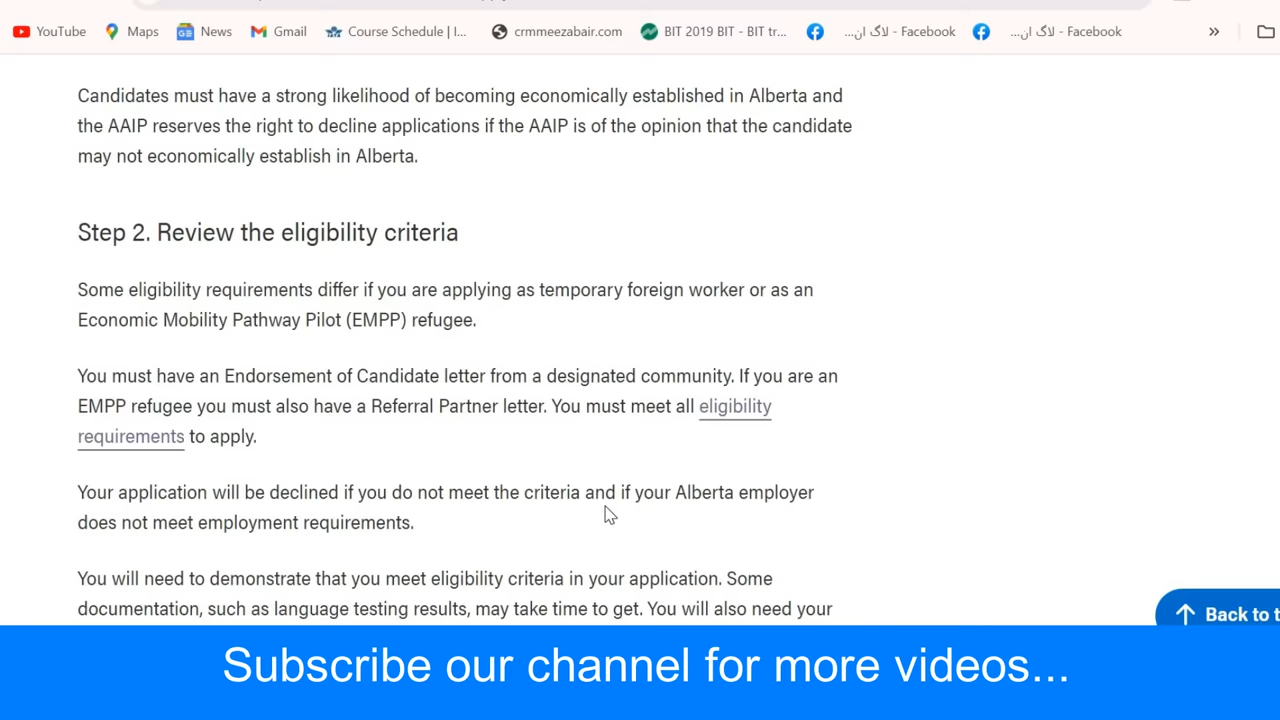 YouTube
Maps
News
Gmail
Course Schedule | I...
crmmeezabair.com
BIT 2019 BIT - BIT tr...
...لاگ ان - Facebook
...لاگ ان - Facebook
»
Candidates must have a strong likelihood of becoming economically established in Alberta and
the AAIP reserves the right to decline applications if the AAIP is of the opinion that the candidate
may not economically establish in Alberta.
Step 2. Review the eligibility criteria
Some eligibility requirements differ if you are applying as temporary foreign worker or as an
Economic Mobility Pathway Pilot (EMPP) refugee.
You must have an Endorsement of Candidate letter from a designated community. If you are an
EMPP refugee you must also have a Referral Partner letter. You must meet all eligibility
requirements to apply.
Your application will be declined if you do not meet the criteria and if your Alberta employer
does not meet employment requirements.
You will need to demonstrate that you meet eligibility criteria in your application. Some
documentation, such as language testing results, may take time to get. You will also need your
Back to t
Subscribe our channel for more videos...